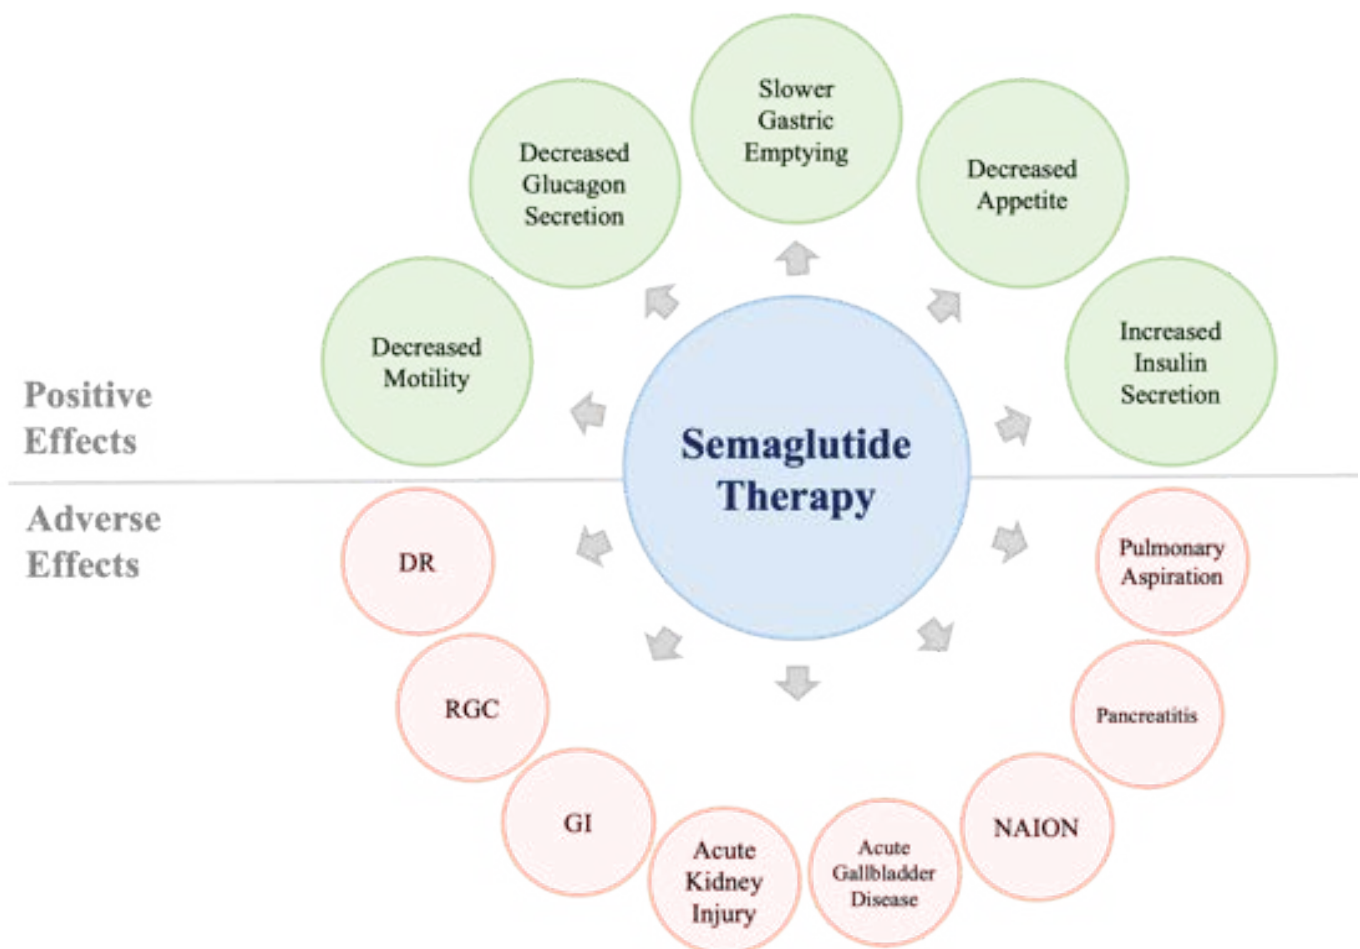 Slower
Gastric
Emptying
Decreased
Glucagon
Secretion
Decreased
Appetite
Decreased
Motility
Increased
Insulin
Secretion
Positive
Effects
Semaglutide
Therapy
Adverse
Effects
DR
Pulmonary
Aspiration
RGC
Pancreatitis
GI
NAION
Acute
Kidney
Injury
Acute
Gallbladder
Disease